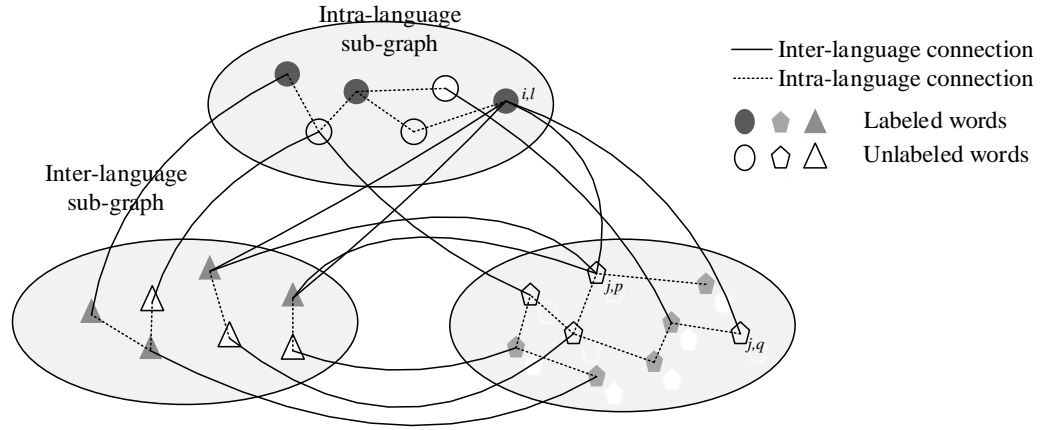 Intra-language
sub-graph
Inter-language connection
Intra-language connection
i,l
Labeled words
Unlabeled words
Inter-language
sub-graph
j,p
j,q